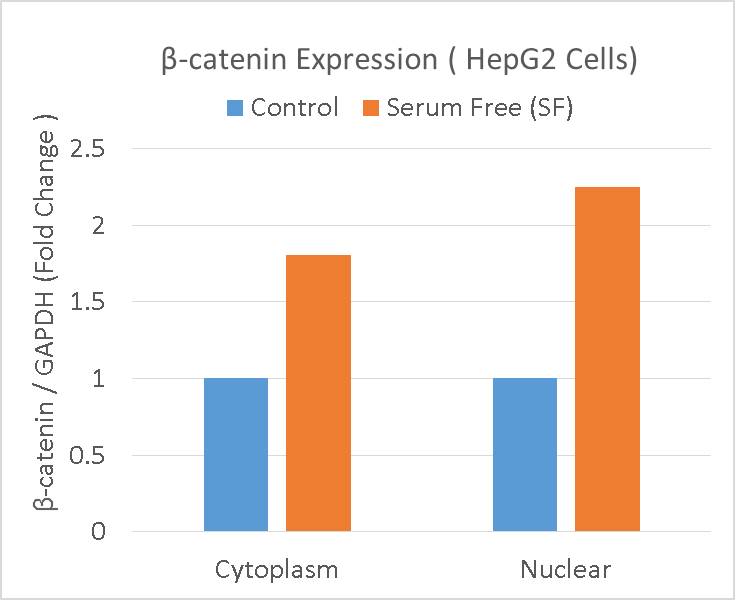 β-catenin Expression ( HepG2 Cells)
Control
Serum Free (SF)
β-catenin / GAPDH (Fold Change )
2.5
2
1.5
1
0.5
0
Cytoplasm
Nuclear